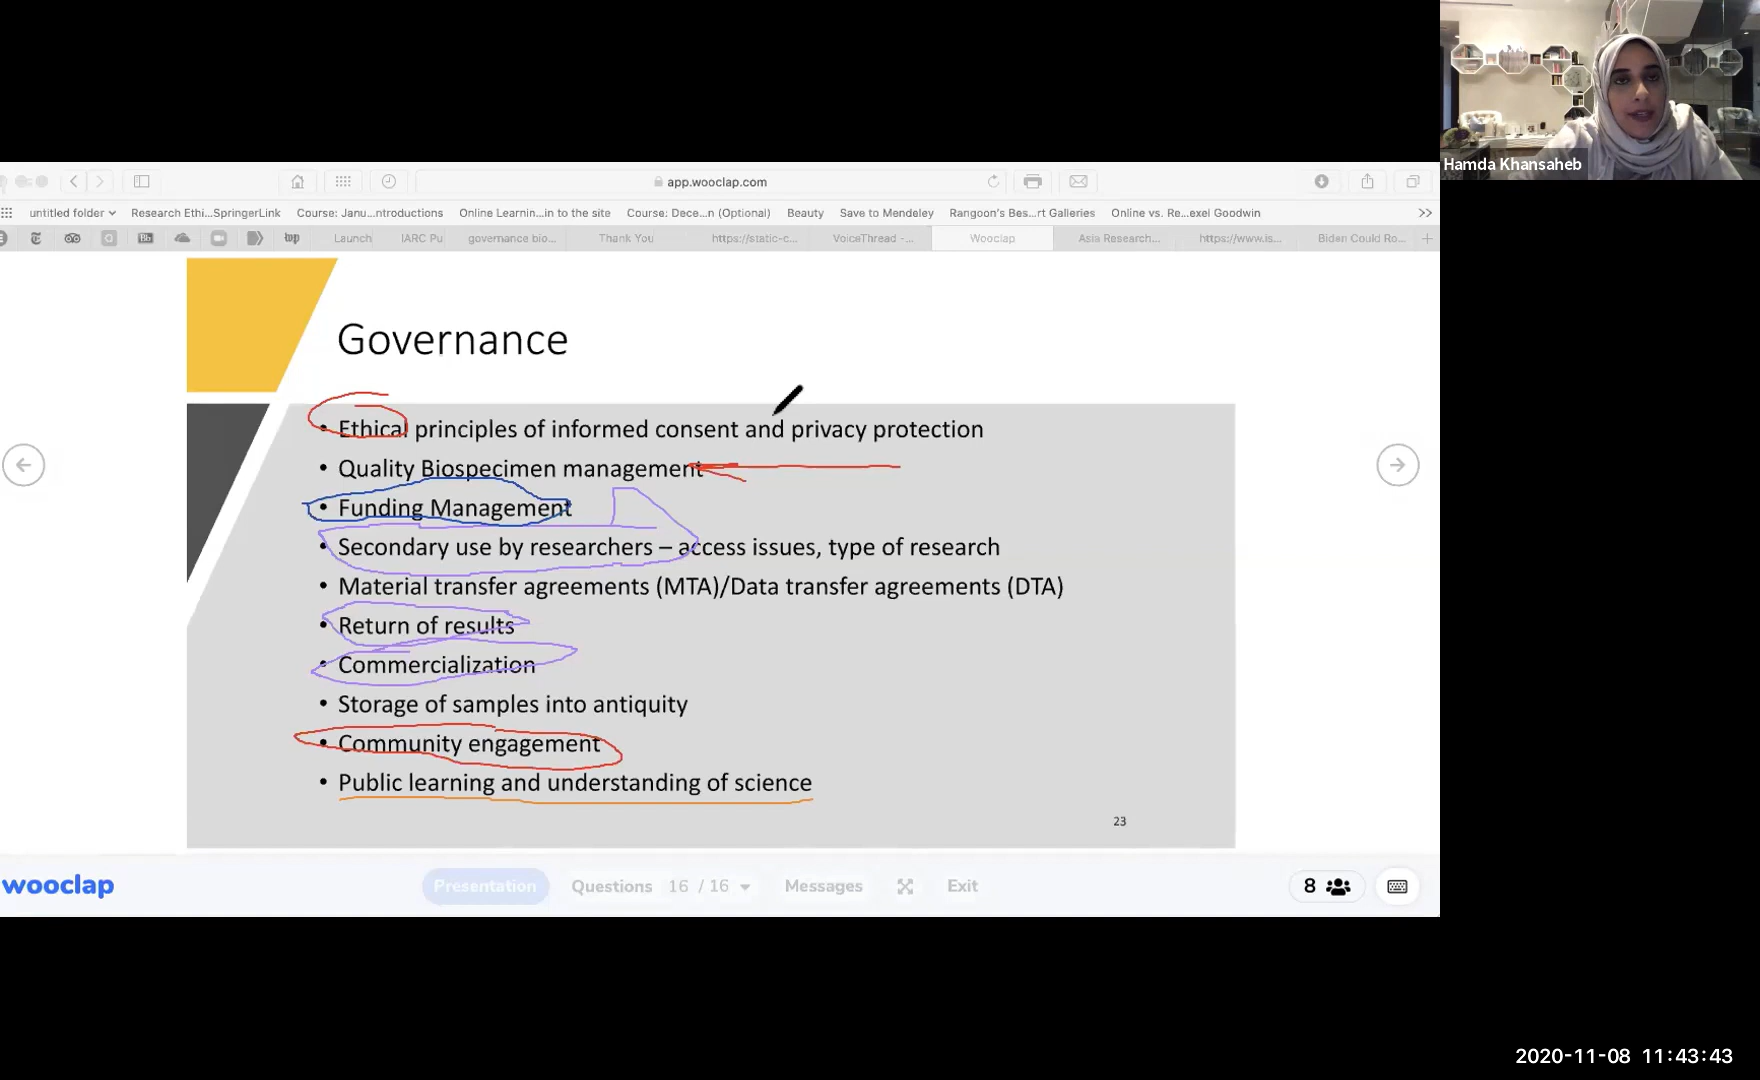 Hamda Khansaheb
app.wooclap.com
untitled folder
Research Ethi...SpringerLink
Course: Janu...ntroductions
Online Learnin...in to the site
Course: Dece...n (Optional)
Beauty
Save to Mendeley
Rangoon's Bes...rt Galleries
Online vs. Re...exel Goodwin
Bb
wp
Launch
IARC Pu
governance bio...
Thank You
https://static-c...
VoiceThread -...
Wooclap
Asia Research...
https://www.is...
Biden Could Ro...
Governance
• Ethical principles of informed consent and privacy protection
• Quality Biospecimen management
• Funding Management
• Secondary use by researchers – access issues, type of research
• Material transfer agreements (MTA)/Data transfer agreements (DTA)
• Return of results
• Commercialization
• Storage of samples into antiquity
• Community engagement
• Public learning and understanding of science
23
wooclap
Presentation
Questions 16 / 16
Messages
Exit
8
2020-11-08 11:43:43